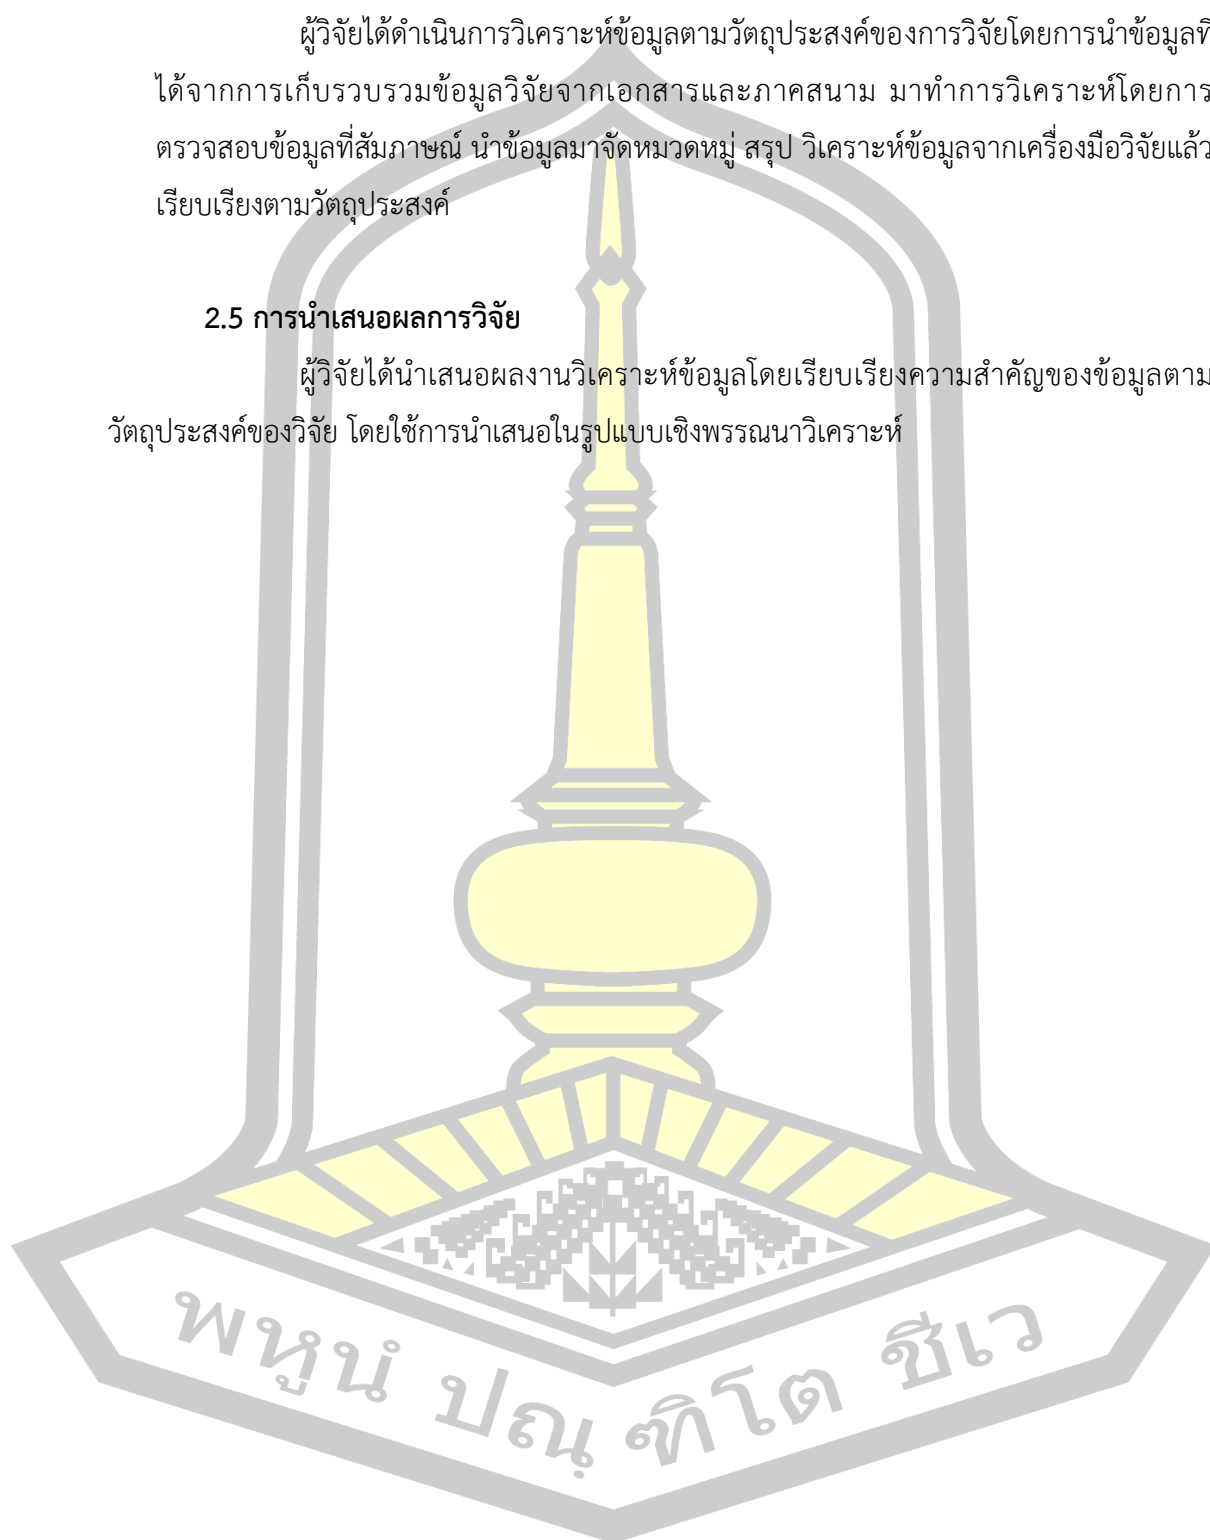 ผู้วิจัยได้ดำเนินการวิเคราะห์ข้อมูลตามวัตถุประสงค์ของการวิจัยโดยการนำข้อมูลที่
ได้จากการเก็บรวบรวมข้อมูลวิจัยจากเอกสารและภาคสนาม มาทำการวิเคราะห์โดยการ
ตรวจสอบข้อมูลที่สัมภาษณ์ นำข้อมูลมาจัดหมวดหมู่ สรุป วิเคราะห์ข้อมูลจากเครื่องมือวิจัยแล้ว
เรียบเรียงตามวัตถุประสงค์
2.5 การนำเสนอผลการวิจัย
ผู้วิจัยได้นำเสนอผลงานวิเคราะห์ข้อมูลโดยเรียบเรียงความสำคัญของข้อมูลตาม
วัตถุประสงค์ของวิจัย โดยใช้การนำเสนอในรูปแบบเชิงพรรณนาวิเคราะห์
พหูนํ ปณฺ ฑิโต ชีเว